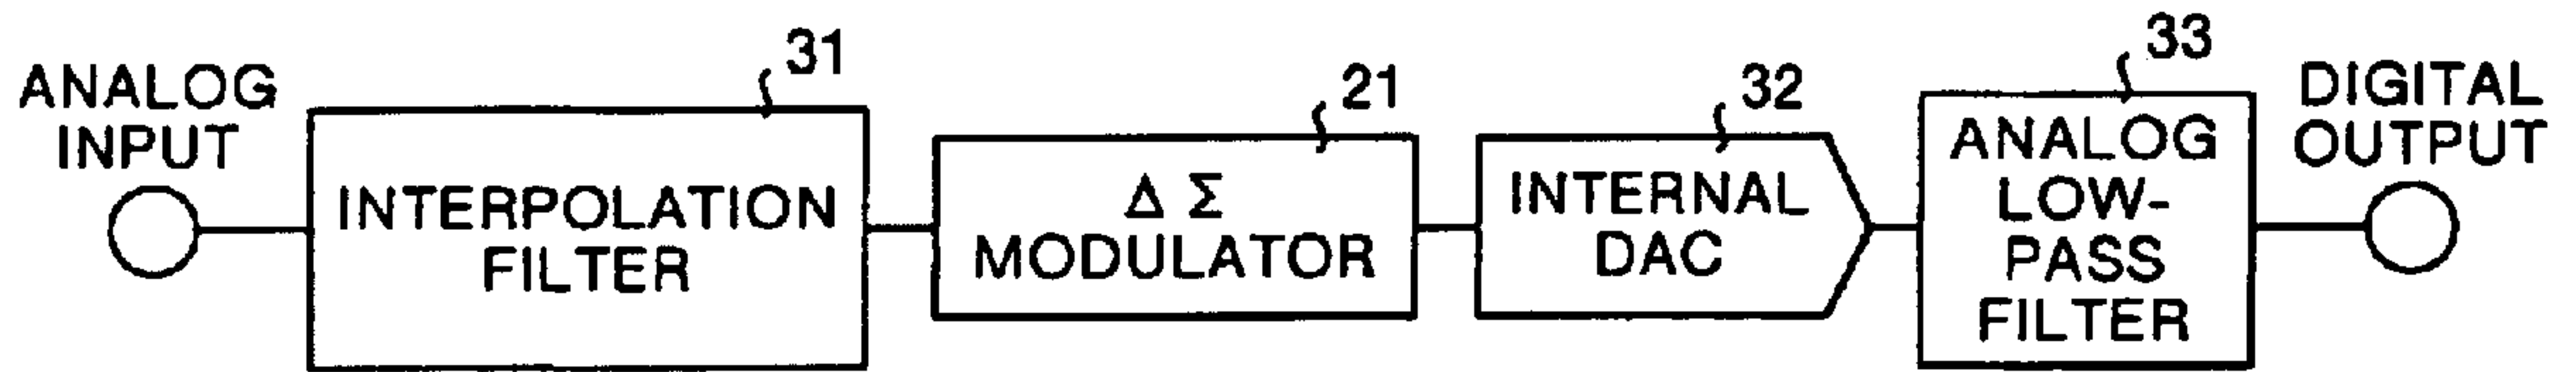 ANALOG
INPUT
31
INTERPOLATION
FILTER
21
Δ Σ
MODULATOR
32
INTERNAL
DAC
33
ANALOG
LOW-
PASS
FILTER
DIGITAL
OUTPUT